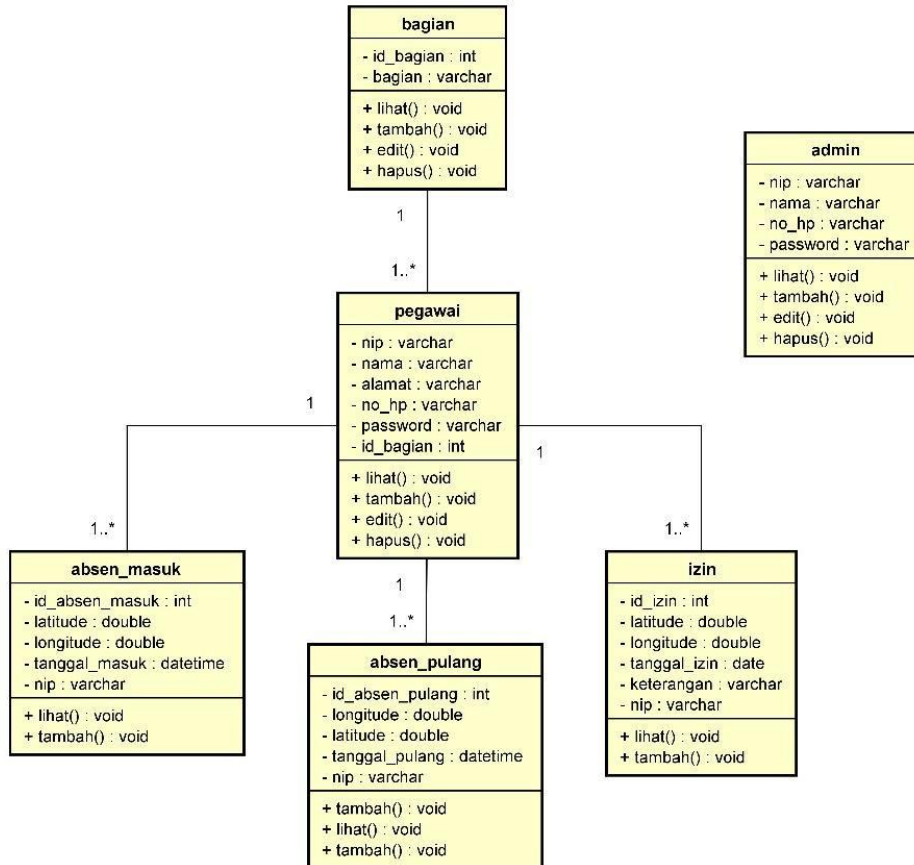 bagian
- id_bagian : int
- bagian : varchar
+ lihat() : void
+ tambah() : void
+ edit() : void
+ hapus() : void
1
1..*
admin
- nip : varchar
- nama : varchar
- no_hp : varchar
- password : varchar
+ lihat() : void
+ tambah() : void
+ edit() : void
+ hapus() : void
pegawai
- nip : varchar
- nama : varchar
- alamat : varchar
- no_hp : varchar
- password : varchar
- id_bagian : int
+ lihat() : void
+ tambah() : void
+ edit() : void
+ hapus() : void
1
1..*
1
1..*
1
1..*
absen_masuk
- id_absen_masuk : int
- latitude : double
- longitude : double
- tanggal_masuk : datetime
- nip : varchar
+ lihat() : void
+ tambah() : void
absen_pulang
- id_absen_pulang : int
- longitude : double
- latitude : double
- tanggal_pulang : datetime
- nip : varchar
+ tambah() : void
+ lihat() : void
+ tambah() : void
izin
- id_izin : int
- latitude : double
- longitude : double
- tanggal_izin : date
- keterangan : varchar
- nip : varchar
+ lihat() : void
+ tambah() : void